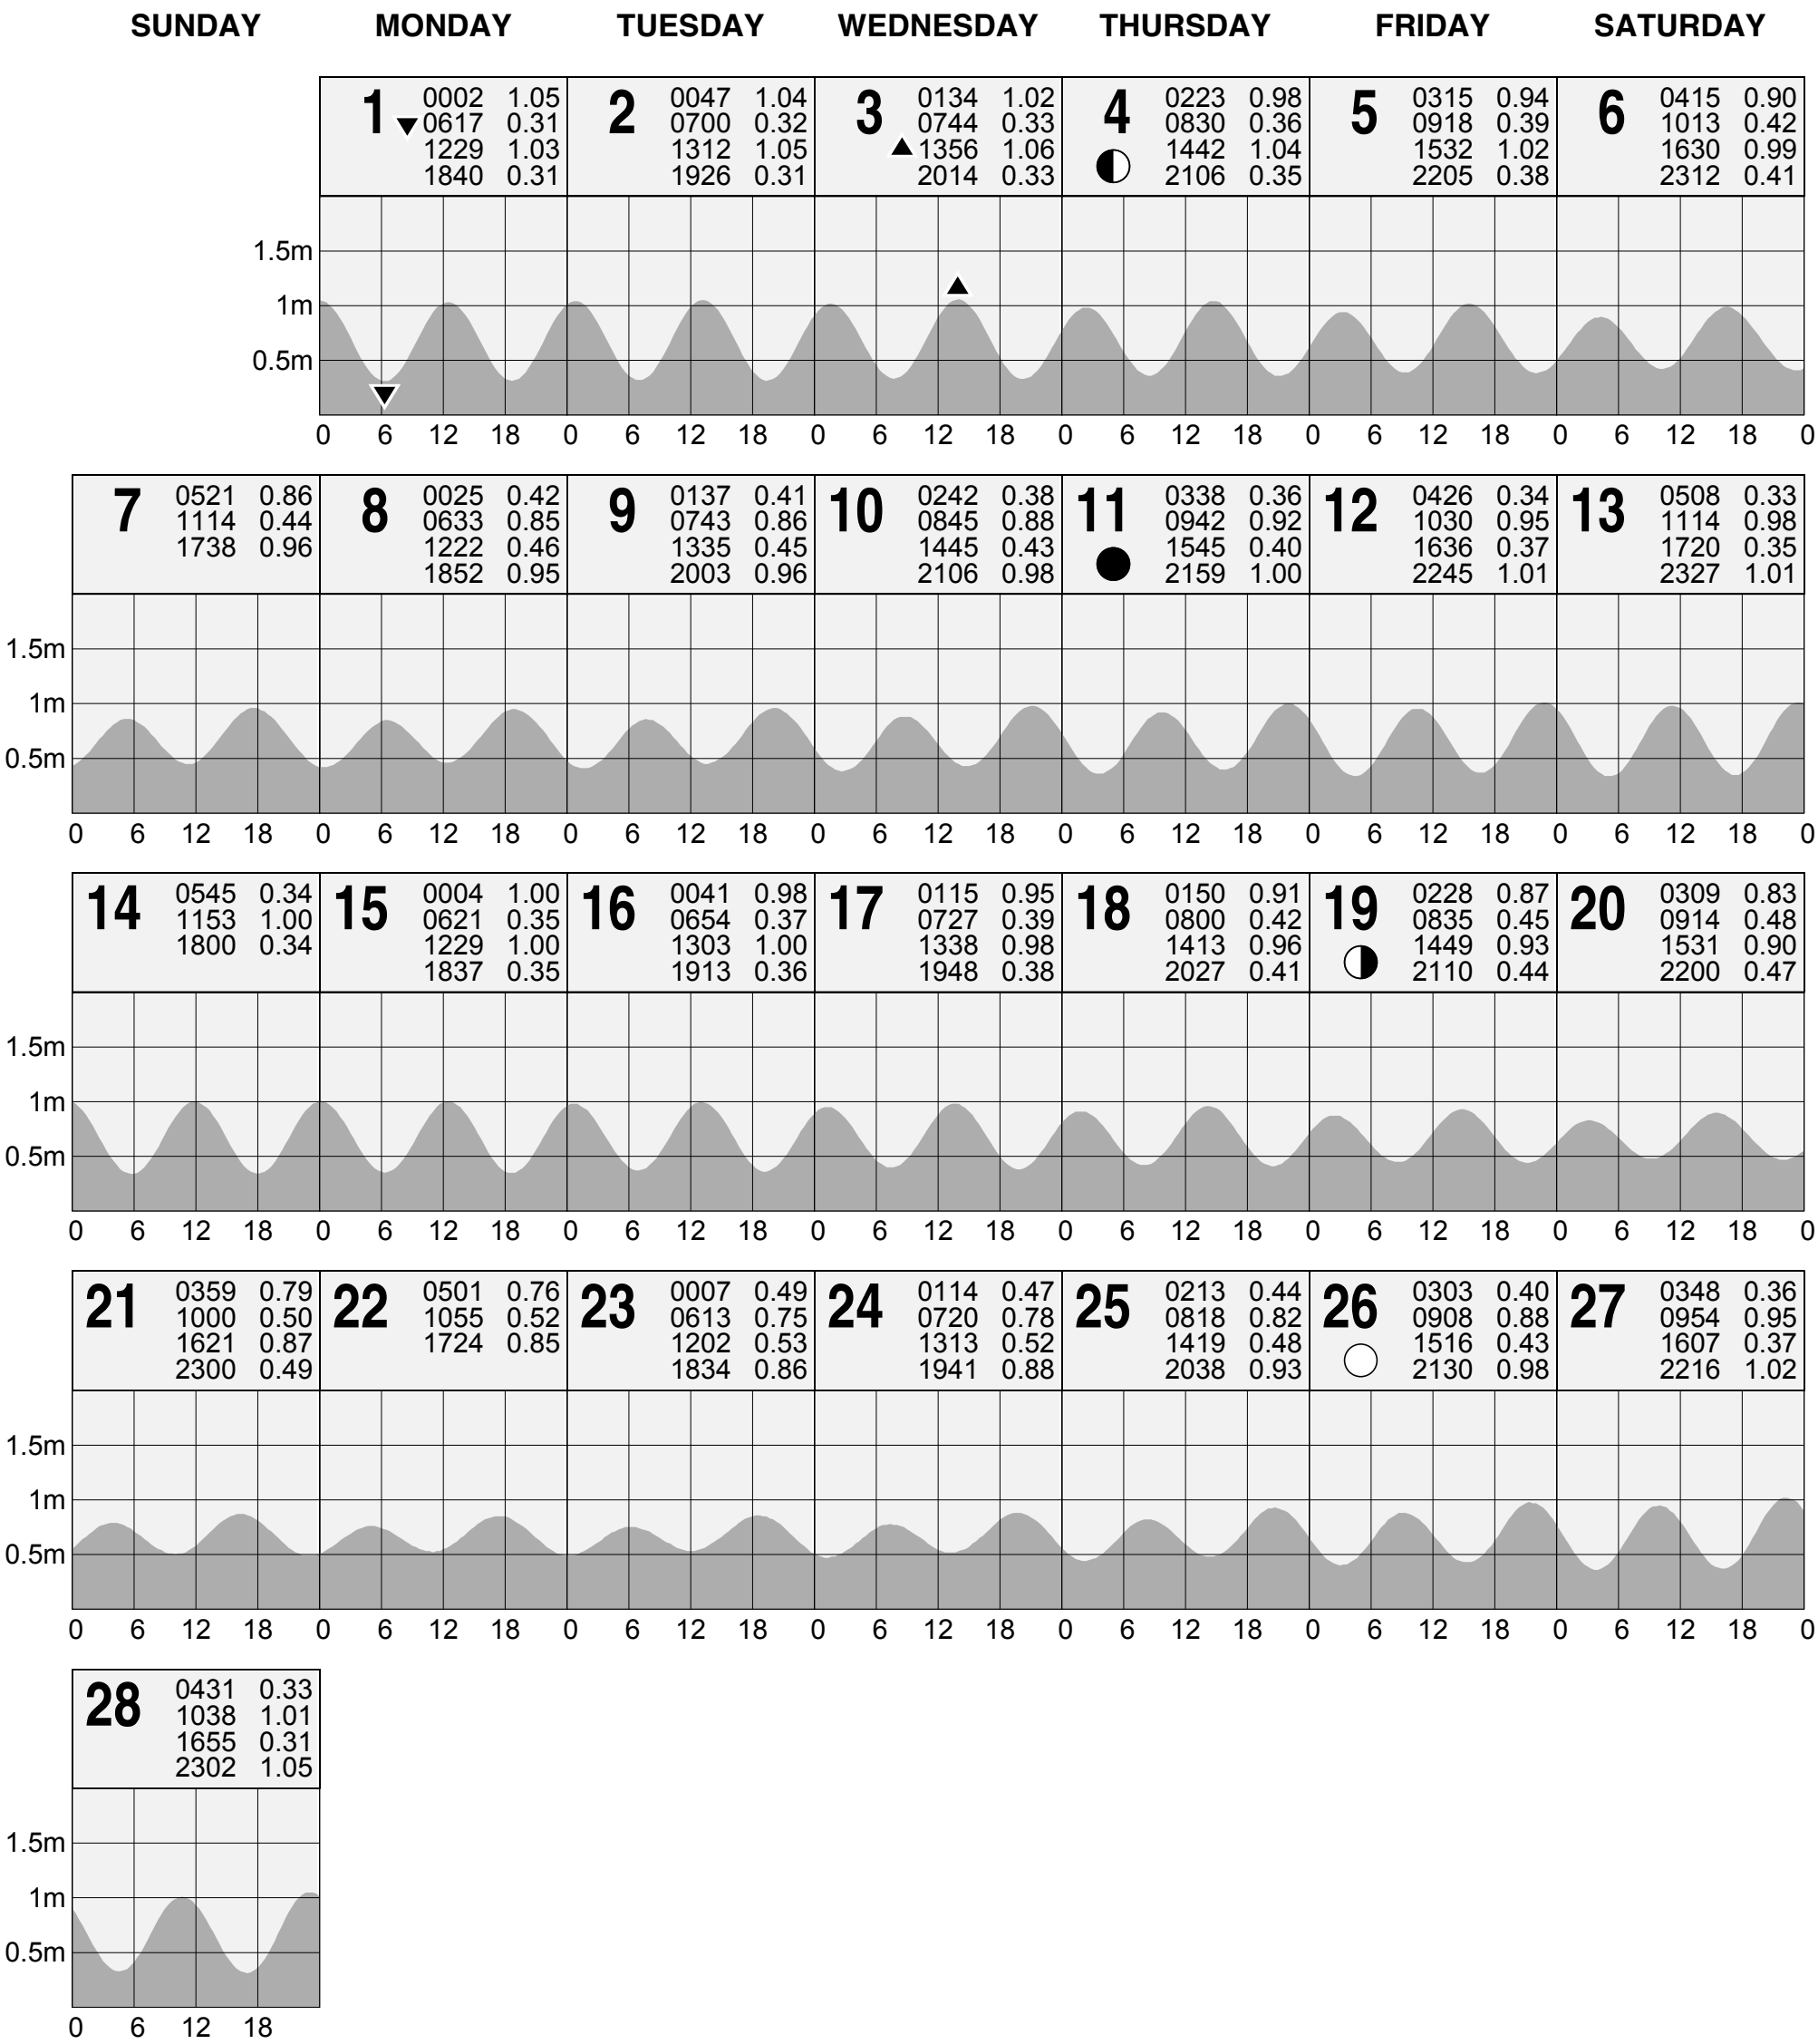 SUNDAY MONDAY TUESDAY WEDNESDAY THURSDAY FRIDAY SATURDAY
1 0002 1.05
0617 0.31
1229 1.03
1840 0.31
2 0047 1.04
0700 0.32
1312 1.05
1926 0.31
3 0134 1.02
0744 0.33
1356 1.06
2014 0.33
4 0223 0.98
0830 0.36
1442 1.04
2106 0.35
5 0315 0.94
0918 0.39
1532 1.02
2205 0.38
6 0415 0.90
1013 0.42
1630 0.99
2312 0.41
1.5m
1m
0.5m
0 6 12 18 0 6 12 18 0 6 12 18 0 6 12 18 0 6 12 18 0 6 12 18 0
7 0521 0.86
1114 0.44
1738 0.96
8 0025 0.42
0633 0.85
1222 0.46
1852 0.95
9 0137 0.41
0743 0.86
1335 0.45
2003 0.96
10 0242 0.38
0845 0.88
1445 0.43
2106 0.98
11 0338 0.36
0942 0.92
1545 0.40
2159 1.00
12 0426 0.34
1030 0.95
1636 0.37
2245 1.01
13 0508 0.33
1114 0.98
1720 0.35
2327 1.01
1.5m
1m
0.5m
0 6 12 18 0 6 12 18 0 6 12 18 0 6 12 18 0 6 12 18 0 6 12 18 0 6 12 18 0
14 0545 0.34
1153 1.00
1800 0.34
15 0004 1.00
0621 0.35
1229 1.00
1837 0.35
16 0041 0.98
0654 0.37
1303 1.00
1913 0.36
17 0115 0.95
0727 0.39
1338 0.98
1948 0.38
18 0150 0.91
0800 0.42
1413 0.96
2027 0.41
19 0228 0.87
0835 0.45
1449 0.93
2110 0.44
20 0309 0.83
0914 0.48
1531 0.90
2200 0.47
1.5m
1m
0.5m
0 6 12 18 0 6 12 18 0 6 12 18 0 6 12 18 0 6 12 18 0 6 12 18 0 6 12 18 0
21 0359 0.79
1000 0.50
1621 0.87
2300 0.49
22 0501 0.76
1055 0.52
1724 0.85
23 0007 0.49
0613 0.75
1202 0.53
1834 0.86
24 0114 0.47
0720 0.78
1313 0.52
1941 0.88
25 0213 0.44
0818 0.82
1419 0.48
2038 0.93
26 0303 0.40
0908 0.88
1516 0.43
2130 0.98
27 0348 0.36
0954 0.95
1607 0.37
2216 1.02
1.5m
1m
0.5m
0 6 12 18 0 6 12 18 0 6 12 18 0 6 12 18 0 6 12 18 0 6 12 18 0 6 12 18 0
28 0431 0.33
1038 1.01
1655 0.31
2302 1.05
1.5m
1m
0.5m
0 6 12 18